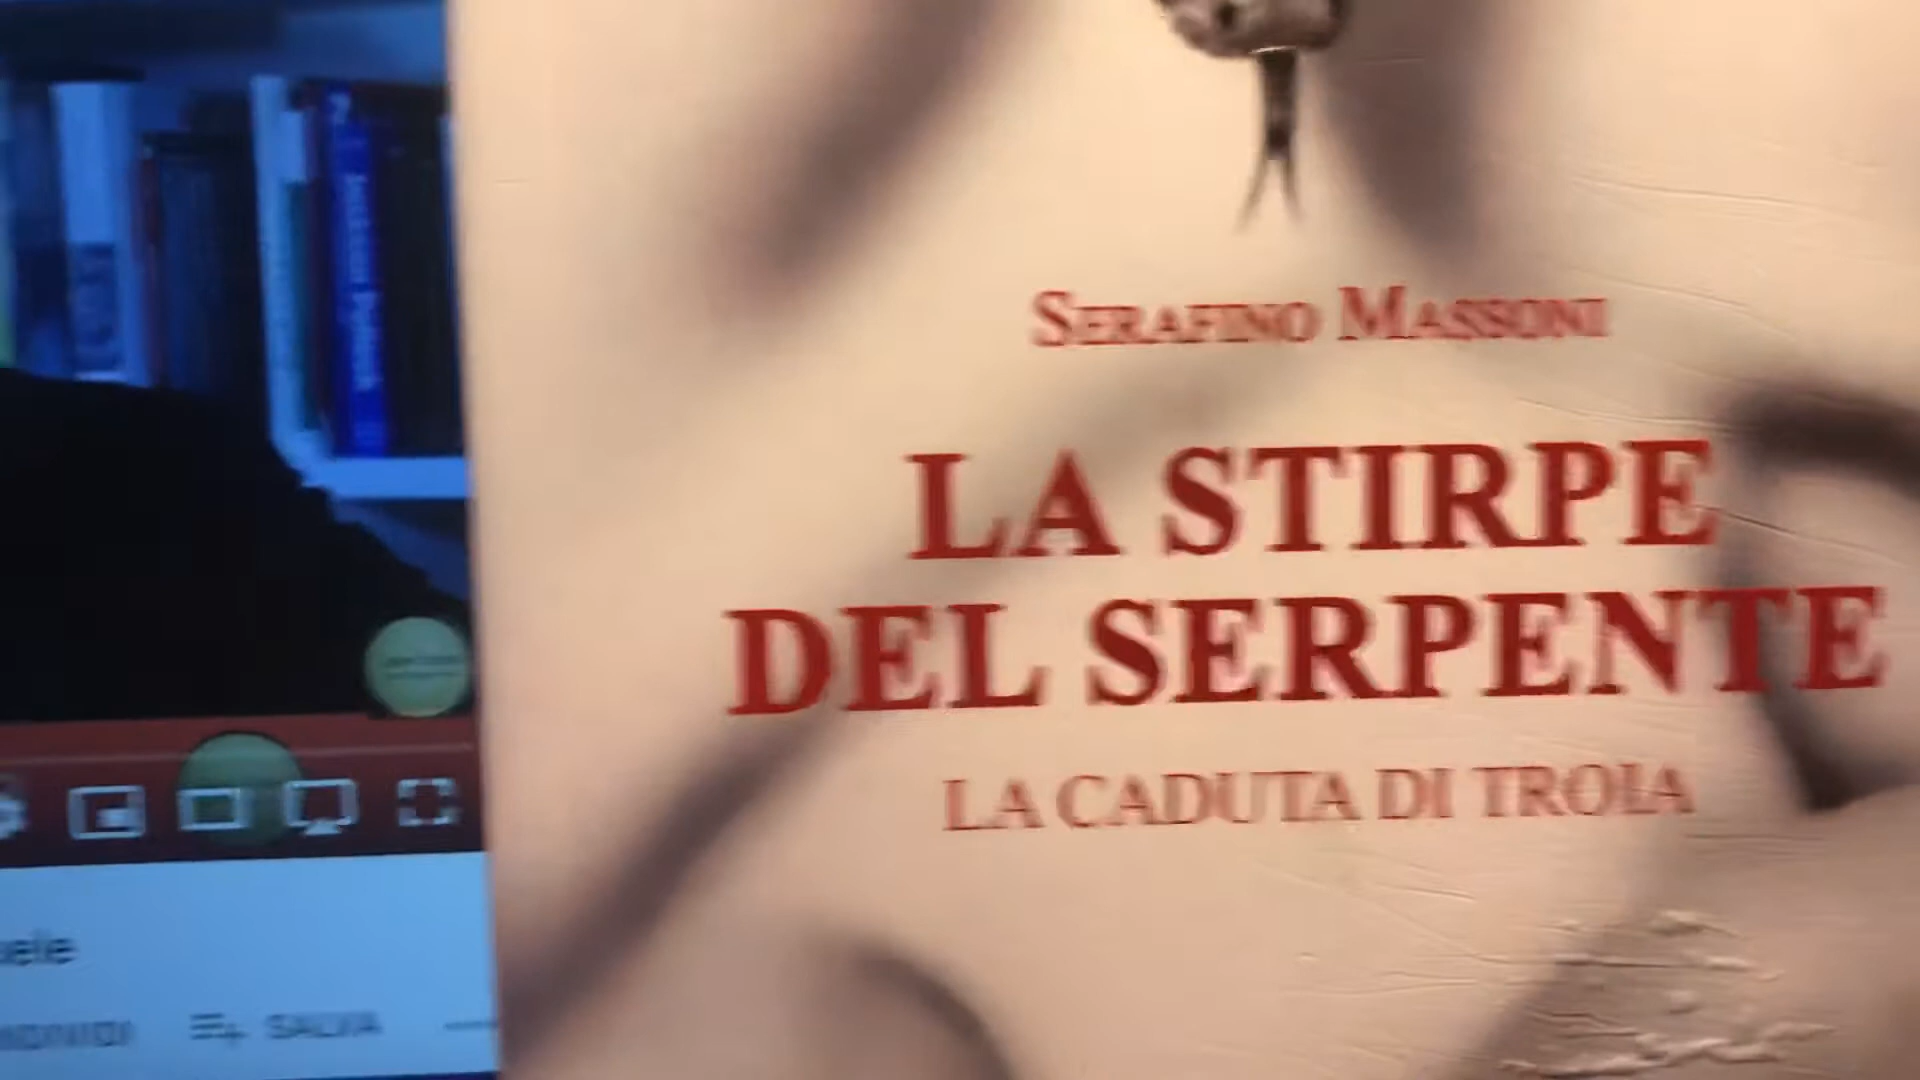 SERAFINO MASSONI
LA STIRPE
DEL SERPENTE
LA CADUTA DI TROIA
SALVA